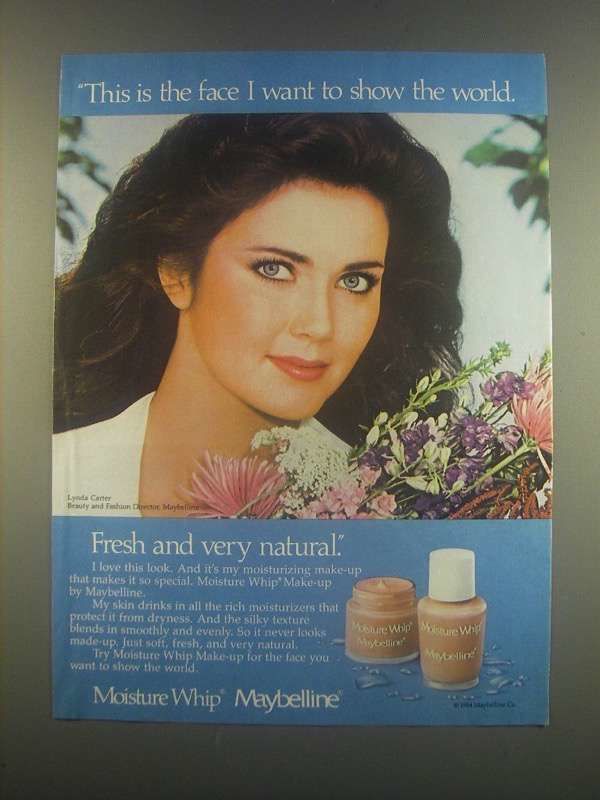 “This is the face I want to show the world.
Lynda Carter
Beauty and Fashion Director, Maybelline
Fresh and very natural.”
I love this look. And it's my moisturizing make-up
that makes it so special. Moisture Whip® Make-up
by Maybelline.
My skin drinks in all the rich moisturizers that
protect it from dryness. And the silky texture
blends in smoothly and evenly. So it never looks
made-up. Just soft, fresh, and very natural.
Try Moisture Whip Make-up for the face you
want to show the world.
Moisture Whip®
Maybelline®
Moisture Whip®
Maybelline®
Moisture Whip® Maybelline®
© 1984 Maybelline Co.